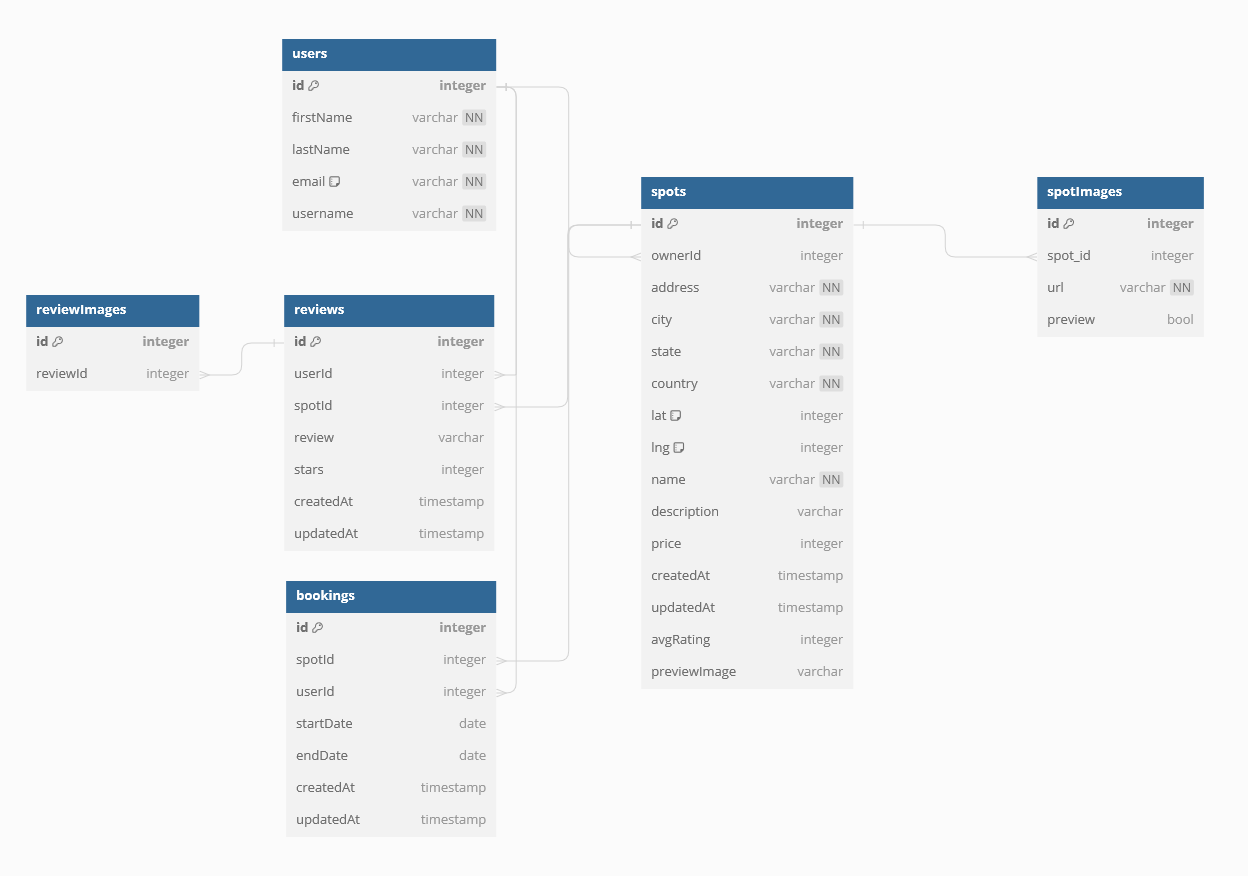 users
id integer
firstName varchar NN
lastName varchar NN
email varchar NN
username varchar NN
reviewImages
id integer
reviewId integer
reviews
id integer
userId integer
spotId integer
review varchar
stars integer
createdAt timestamp
updatedAt timestamp
bookings
id integer
spotId integer
userId integer
startDate date
endDate date
createdAt timestamp
updatedAt timestamp
spots
id integer
ownerId integer
address varchar NN
city varchar NN
state varchar NN
country varchar NN
lat integer
lng integer
name varchar NN
description varchar
price integer
createdAt timestamp
updatedAt timestamp
avgRating integer
previewImage varchar
spotImages
id integer
spot_id integer
url varchar NN
preview bool